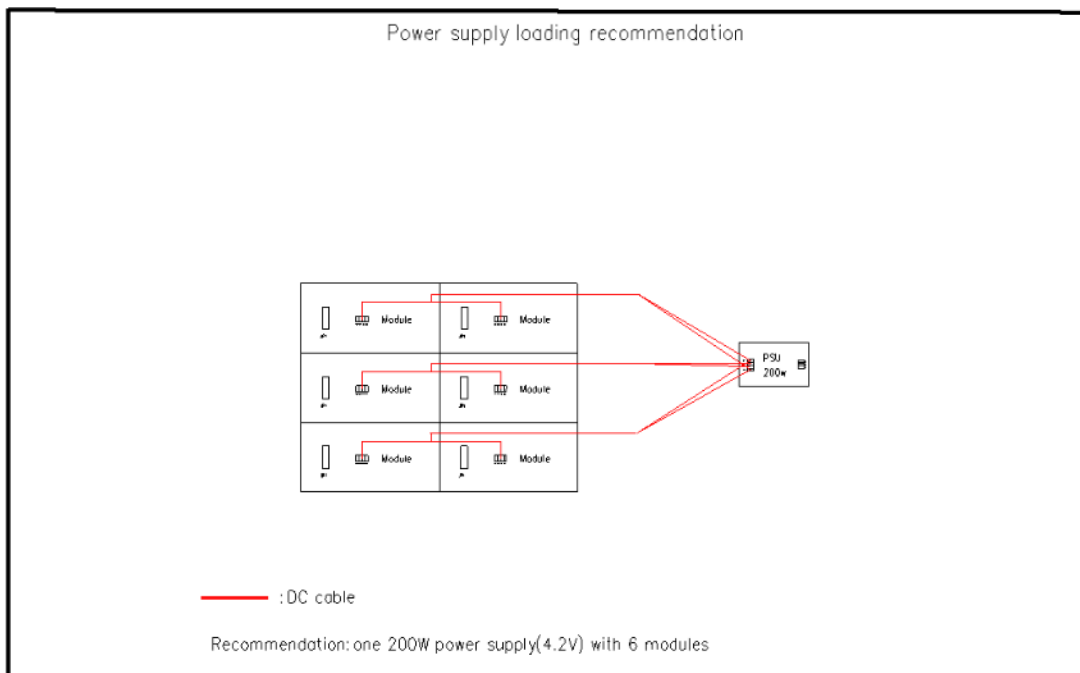 Power supply loading recommendation
Module Module
PSU
200w
Module Module
Module Module
: DC cable
Recommendation: one 200W power supply(4.2V) with 6 modules